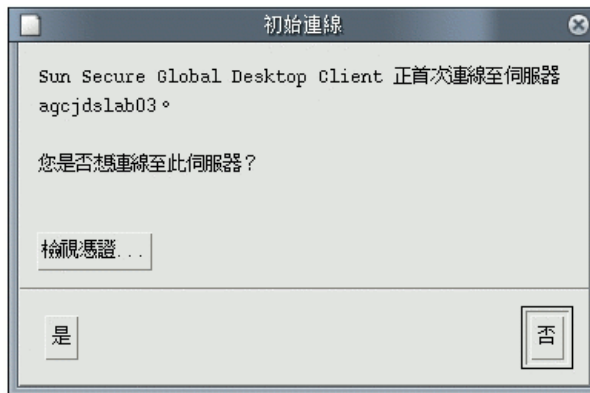 初始連線
Sun Secure Global Desktop Client 正首次連線至伺服器
agcjdslab03。
您是否想連線至此伺服器？
檢視憑證...
是
否